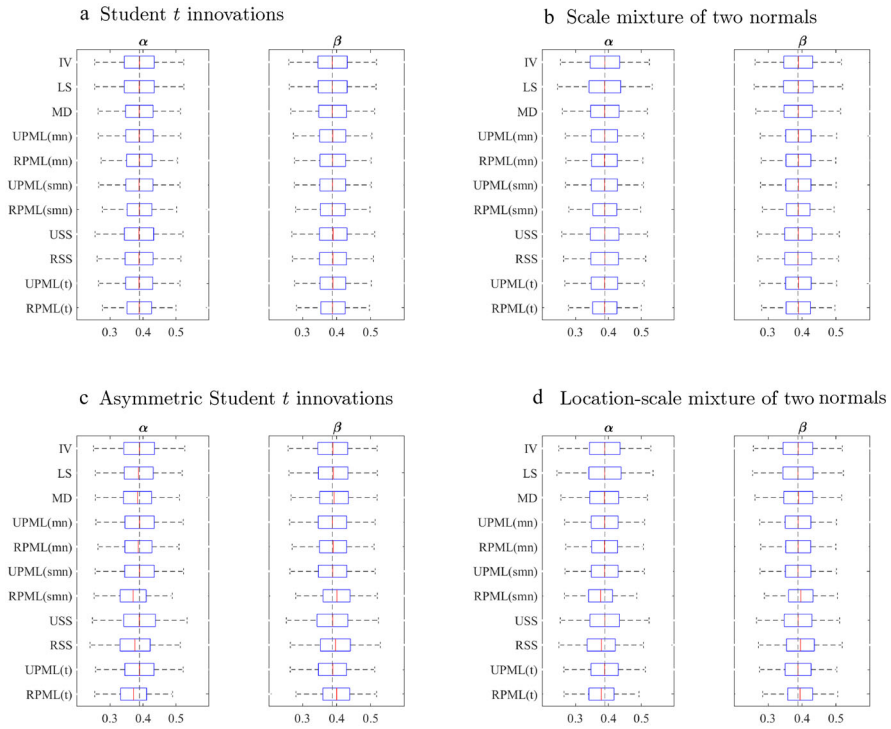 a Student t innovations
α
β
IV
LS
MD
UPML(mn)
RPML(mn)
UPML(smn)
RPML(smn)
USS
RSS
UPML(t)
RPML(t)
0.3 0.4 0.5
0.3 0.4 0.5
b Scale mixture of two normals
α
β
IV
LS
MD
UPML(mn)
RPML(mn)
UPML(smn)
RPML(smn)
USS
RSS
UPML(t)
RPML(t)
0.3 0.4 0.5
0.3 0.4 0.5
c Asymmetric Student t innovations
α
β
IV
LS
MD
UPML(mn)
RPML(mn)
UPML(smn)
RPML(smn)
USS
RSS
UPML(t)
RPML(t)
0.3 0.4 0.5
0.3 0.4 0.5
d Location-scale mixture of two normals
α
β
IV
LS
MD
UPML(mn)
RPML(mn)
UPML(smn)
RPML(smn)
USS
RSS
UPML(t)
RPML(t)
0.3 0.4 0.5
0.3 0.4 0.5